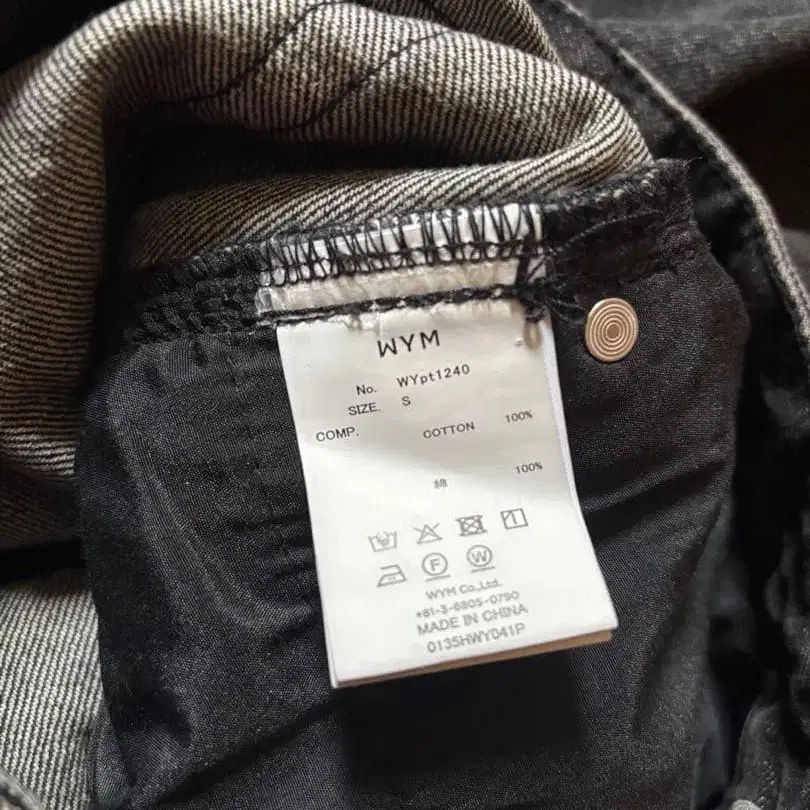 WYM
No. WYpt1240
SIZE. S
COMP.
COTTON 100%
綿 100%
F W
WYM Co.,Ltd.
+81-3-6805-0790
MADE IN CHINA
0135HWY041P